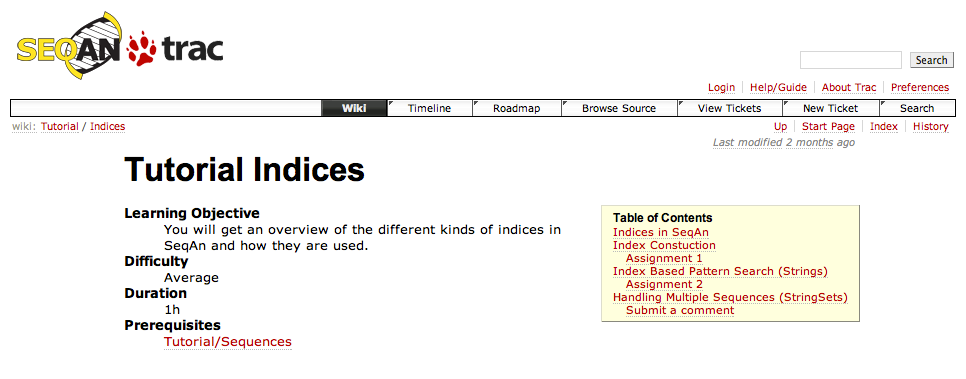 SEQAN trac
Search
Login Help/Guide About Trac Preferences
Wiki Timeline Roadmap Browse Source View Tickets New Ticket Search
wiki: Tutorial / Indices
Up Start Page Index History
Last modified 2 months ago
Tutorial Indices
Learning Objective
You will get an overview of the different kinds of indices in
SeqAn and how they are used.
Difficulty
Average
Duration
1h
Prerequisites
Tutorial/Sequences
Table of Contents
Indices in SeqAn
Index Constuction
Assignment 1
Index Based Pattern Search (Strings)
Assignment 2
Handling Multiple Sequences (StringSets)
Submit a comment